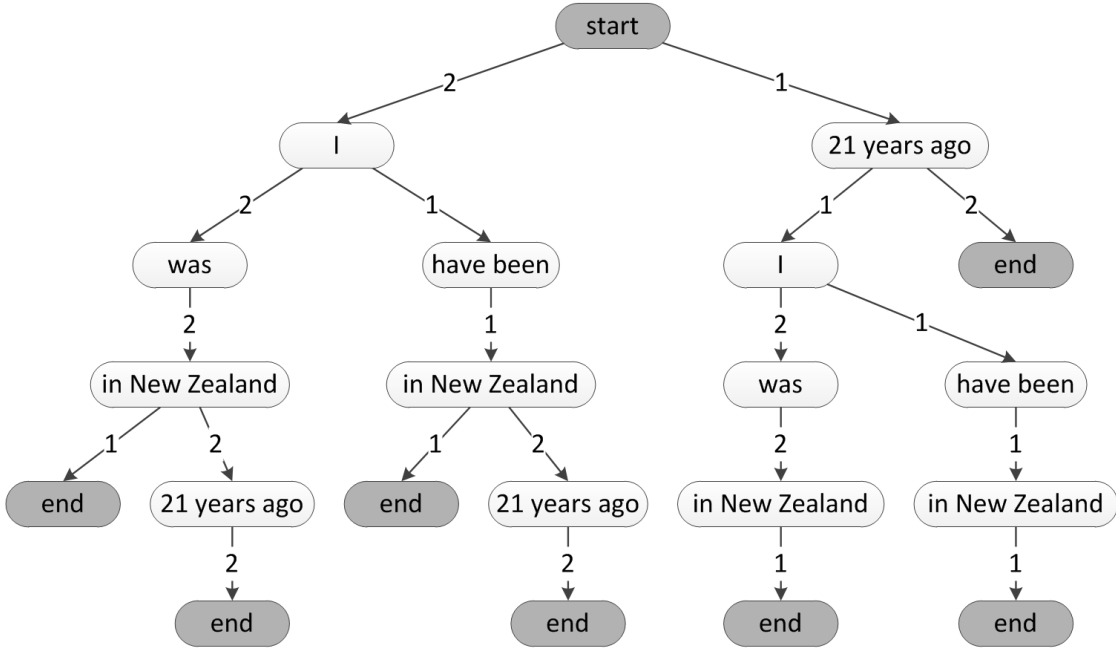 start
2
1
I
21 years ago
2
1
1
2
was
have been
I
end
2
1
2
1
in New Zealand
in New Zealand
was
have been
1
2
1
2
2
1
end
21 years ago
end
21 years ago
in New Zealand
in New Zealand
2
2
1
1
end
end
end
end